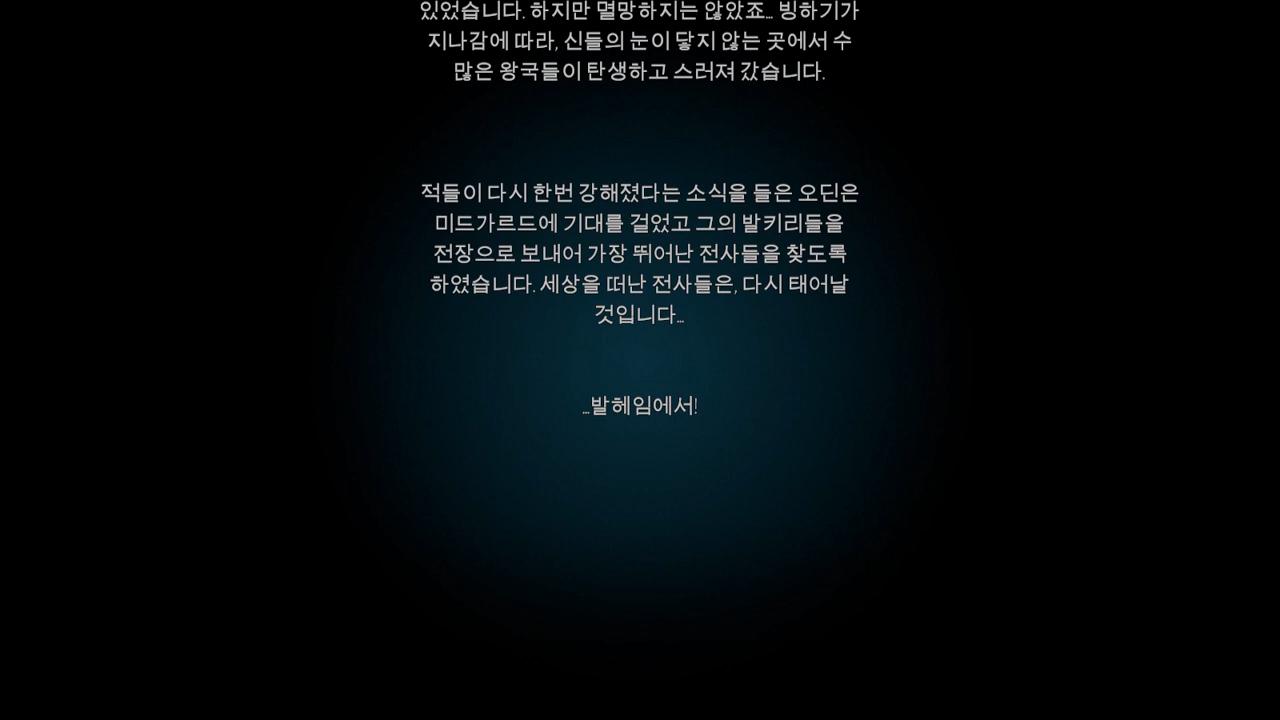 있었습니다. 하지만 멸망하지는 않았죠... 빙하기가
지나감에 따라, 신들의 눈이 닿지 않는 곳에서 수
많은 왕국들이 탄생하고 스러져 갔습니다.
적들이 다시 한번 강해졌다는 소식을 들은 오딘은
미드가르드에 기대를 걸었고 그의 발키리들을
전장으로 보내어 가장 뛰어난 전사들을 찾도록
하였습니다. 세상을 떠난 전사들은, 다시 태어날
것입니다...
...발헤임에서!